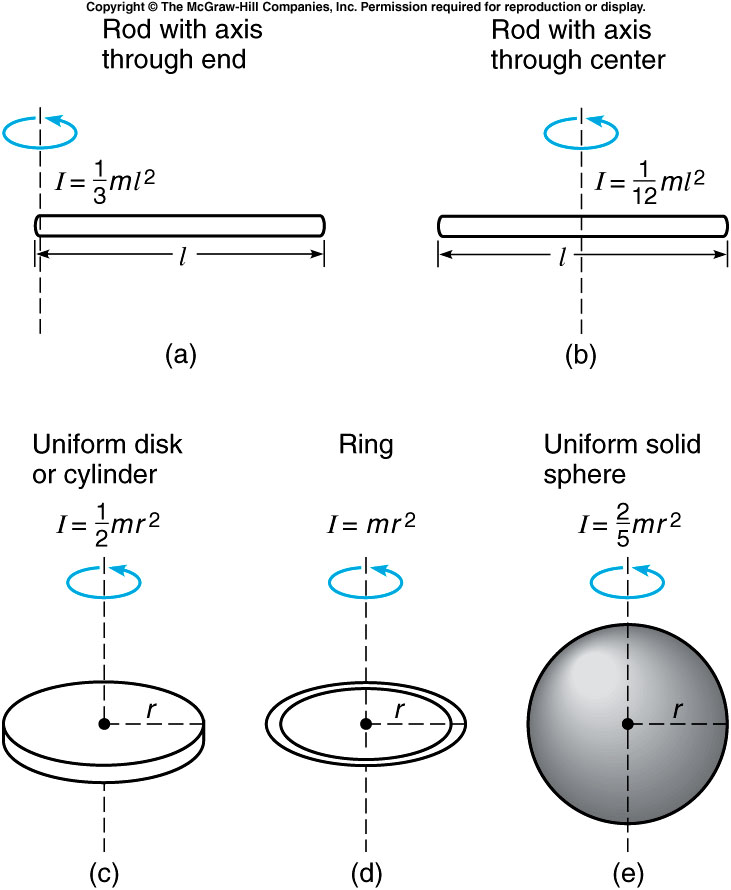 Copyright © The McGraw-Hill Companies, Inc. Permission required for reproduction or display.
Rod with axis
through end
I = 1/3 ml²
l
(a)
Rod with axis
through center
I = 1/12 ml²
l
(b)
Uniform disk
or cylinder
I = 1/2 mr²
r
(c)
Ring
I = mr²
r
(d)
Uniform solid
sphere
I = 2/5 mr²
r
(e)